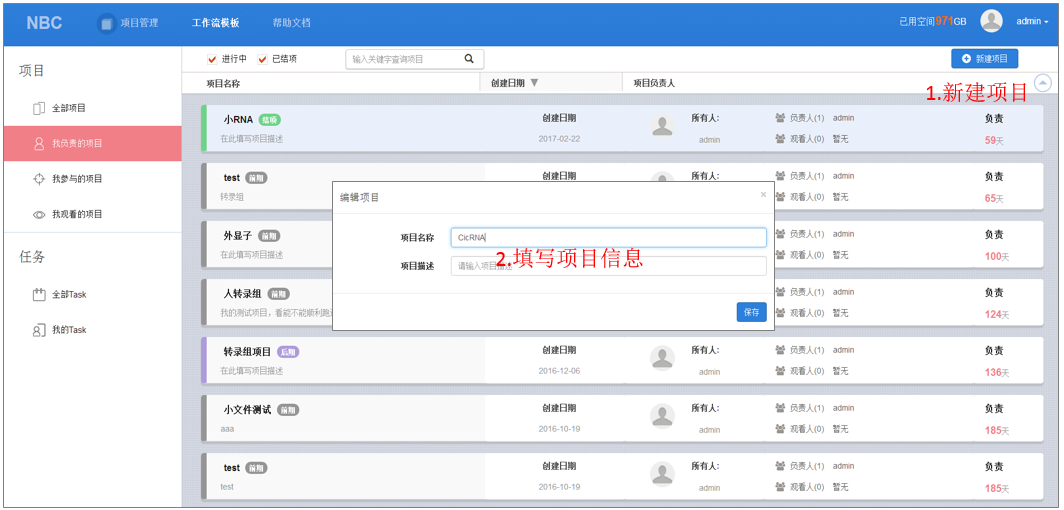 NBC 项目管理 工作流模板 帮助文档 已用空间971GB admin
项目
全部项目
我负责的项目
我参与的项目
我观看的项目
任务
全部Task
我的Task
进行中 已结项 输入关键字查询项目 新建项目
项目名称 创建日期 项目负责人
1.新建项目
小RNA 结项 创建日期 所有人: 负责人(1) admin 负责
在此填写项目描述 2017-02-22 admin 观看人(0) 暂无 59天
test 前期 创建日期 所有人: 负责人(1) admin 负责
转录组 观看人(0) 暂无 65天
外显子 前期 负责人(1) admin 负责
在此填写项目描述 观看人(0) 暂无 100天
人转录组 前期 负责人(1) admin 负责
我的测试项目，看能不能顺利跑 观看人(0) 暂无 124天
编辑项目 ×
项目名称 CicRNA
项目描述 请输入项目描述
2.填写项目信息
保存
转录组项目 后期 创建日期 所有人: 负责人(1) admin 负责
在此填写项目描述 2016-12-06 admin 观看人(0) 暂无 136天
小文件测试 前期 创建日期 所有人: 负责人(1) admin 负责
aaa 2016-10-19 admin 观看人(0) 暂无 185天
test 前期 创建日期 所有人: 负责人(1) admin 负责
test 2016-10-19 admin 观看人(0) 暂无 185天